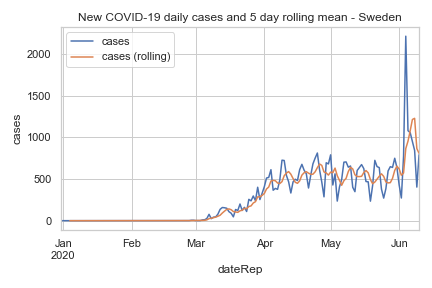 New COVID-19 daily cases and 5 day rolling mean - Sweden
cases
cases (rolling)
2000
1500
1000
500
0
cases
Jan
2020
Feb
Mar
Apr
May
Jun
dateRep